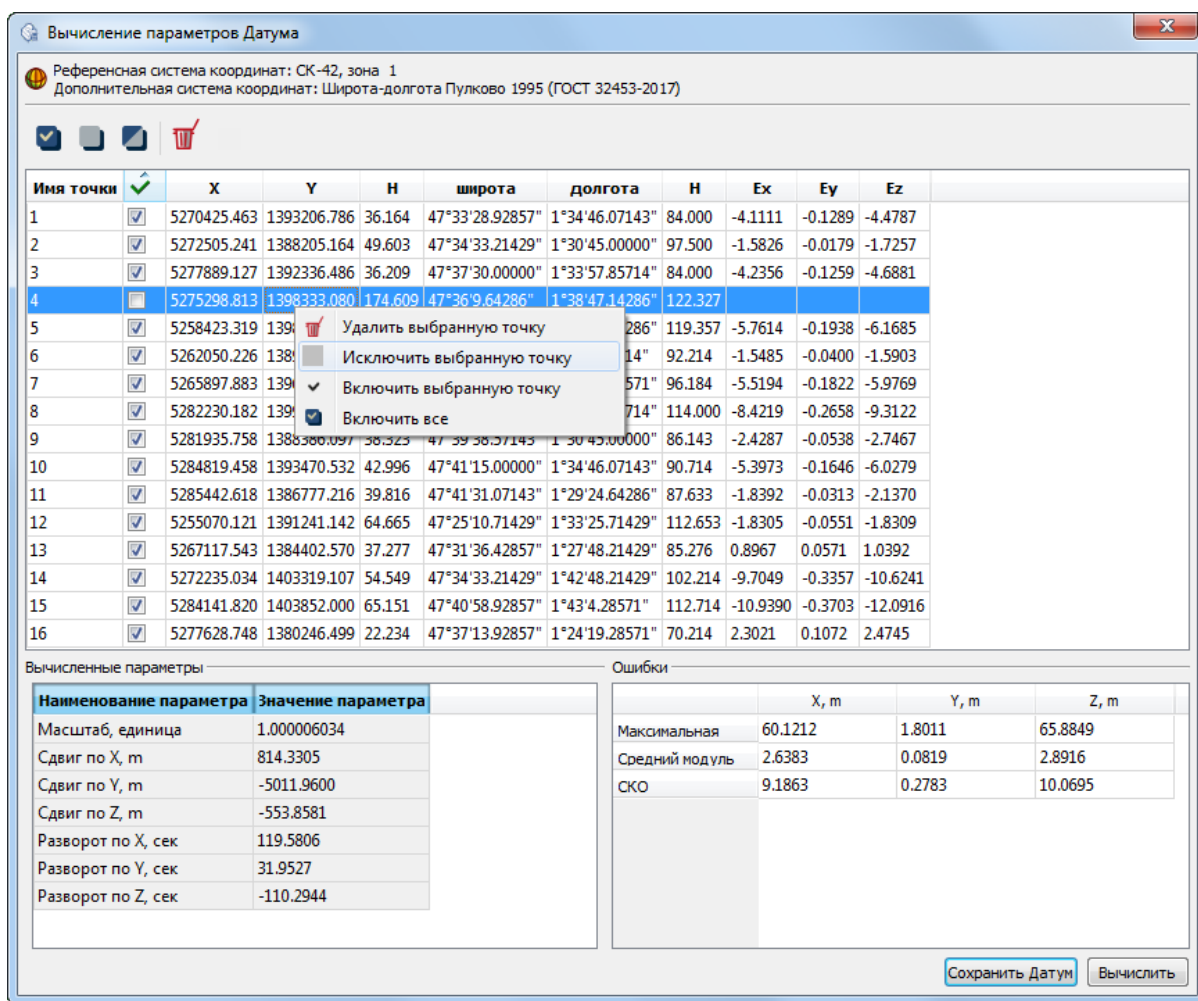 Вычисление параметров Датума
Референсная система координат: СК-42, зона 1
Дополнительная система координат: Широта-долгота Пулково 1995 (ГОСТ 32453-2017)
Имя точки X Y H широта долгота H Ex Ey Ez
1 5270425.463 1393206.786 36.164 47°33'28.92857" 1°34'46.07143" 84.000 -4.1111 -0.1289 -4.4787
2 5272505.241 1388205.164 49.603 47°34'33.21429" 1°30'45.00000" 97.500 -1.5826 -0.0179 -1.7257
3 5277889.127 1392336.486 36.209 47°37'30.00000" 1°33'57.85714" 84.000 -4.2356 -0.1259 -4.6881
4 5275298.813 1398333.080 174.609 47°36'9.64286" 1°38'47.14286" 122.327
5 5258423.319 139 286" 119.357 -5.7614 -0.1938 -6.1685
6 5262050.226 138 14" 92.214 -1.5485 -0.0400 -1.5903
7 5265897.883 139 571" 96.184 -5.5194 -0.1822 -5.9769
8 5282230.182 139 714" 114.000 -8.4219 -0.2658 -9.3122
9 5281935.758 1388386.097 38.323 47°39'38.57143" 1°30'45.00000" 86.143 -2.4287 -0.0538 -2.7467
10 5284819.458 1393470.532 42.996 47°41'15.00000" 1°34'46.07143" 90.714 -5.3973 -0.1646 -6.0279
11 5285442.618 1386777.216 39.816 47°41'31.07143" 1°29'24.64286" 87.633 -1.8392 -0.0313 -2.1370
12 5255070.121 1391241.142 64.665 47°25'10.71429" 1°33'25.71429" 112.653 -1.8305 -0.0551 -1.8309
13 5267117.543 1384402.570 37.277 47°31'36.42857" 1°27'48.21429" 85.276 0.8967 0.0571 1.0392
14 5272235.034 1403319.107 54.549 47°34'33.21429" 1°42'48.21429" 102.214 -9.7049 -0.3357 -10.6241
15 5284141.820 1403852.000 65.151 47°40'58.92857" 1°43'4.28571" 112.714 -10.9390 -0.3703 -12.0916
16 5277628.748 1380246.499 22.234 47°37'13.92857" 1°24'19.28571" 70.214 2.3021 0.1072 2.4745
Удалить выбранную точку
Исключить выбранную точку
Включить выбранную точку
Включить все
Вычисленные параметры
Наименование параметра Значение параметра
Масштаб, единица 1.000006034
Сдвиг по X, m 814.3305
Сдвиг по Y, m -5011.9600
Сдвиг по Z, m -553.8581
Разворот по X, сек 119.5806
Разворот по Y, сек 31.9527
Разворот по Z, сек -110.2944
Ошибки
X, m Y, m Z, m
Максимальная 60.1212 1.8011 65.8849
Средний модуль 2.6383 0.0819 2.8916
СКО 9.1863 0.2783 10.0695
Сохранить Датум Вычислить